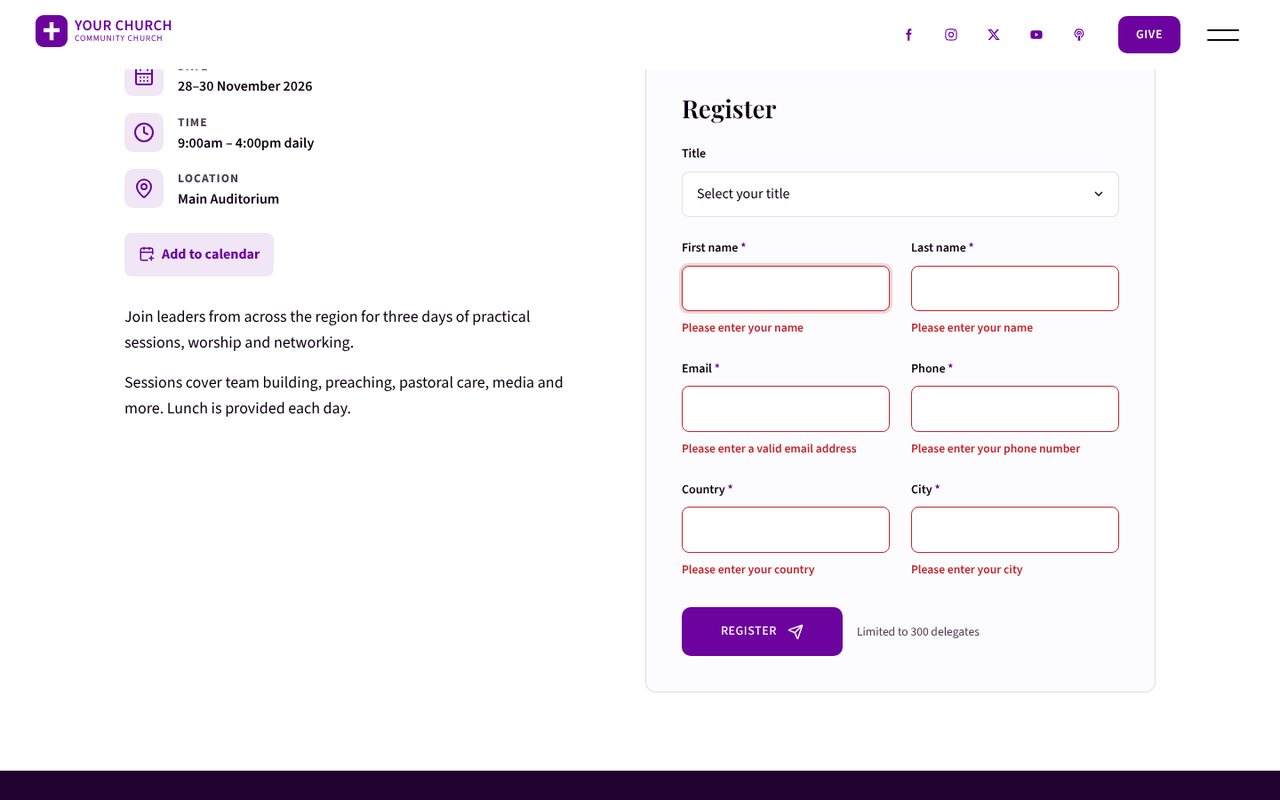 YOUR CHURCH
COMMUNITY CHURCH
GIVE
28–30 November 2026
TIME
9:00am – 4:00pm daily
LOCATION
Main Auditorium
Add to calendar
Join leaders from across the region for three days of practical
sessions, worship and networking.
Sessions cover team building, preaching, pastoral care, media and
more. Lunch is provided each day.
Register
Title
Select your title
First name *
Last name *
Please enter your name
Please enter your name
Email *
Phone *
Please enter a valid email address
Please enter your phone number
Country *
City *
Please enter your country
Please enter your city
REGISTER
Limited to 300 delegates